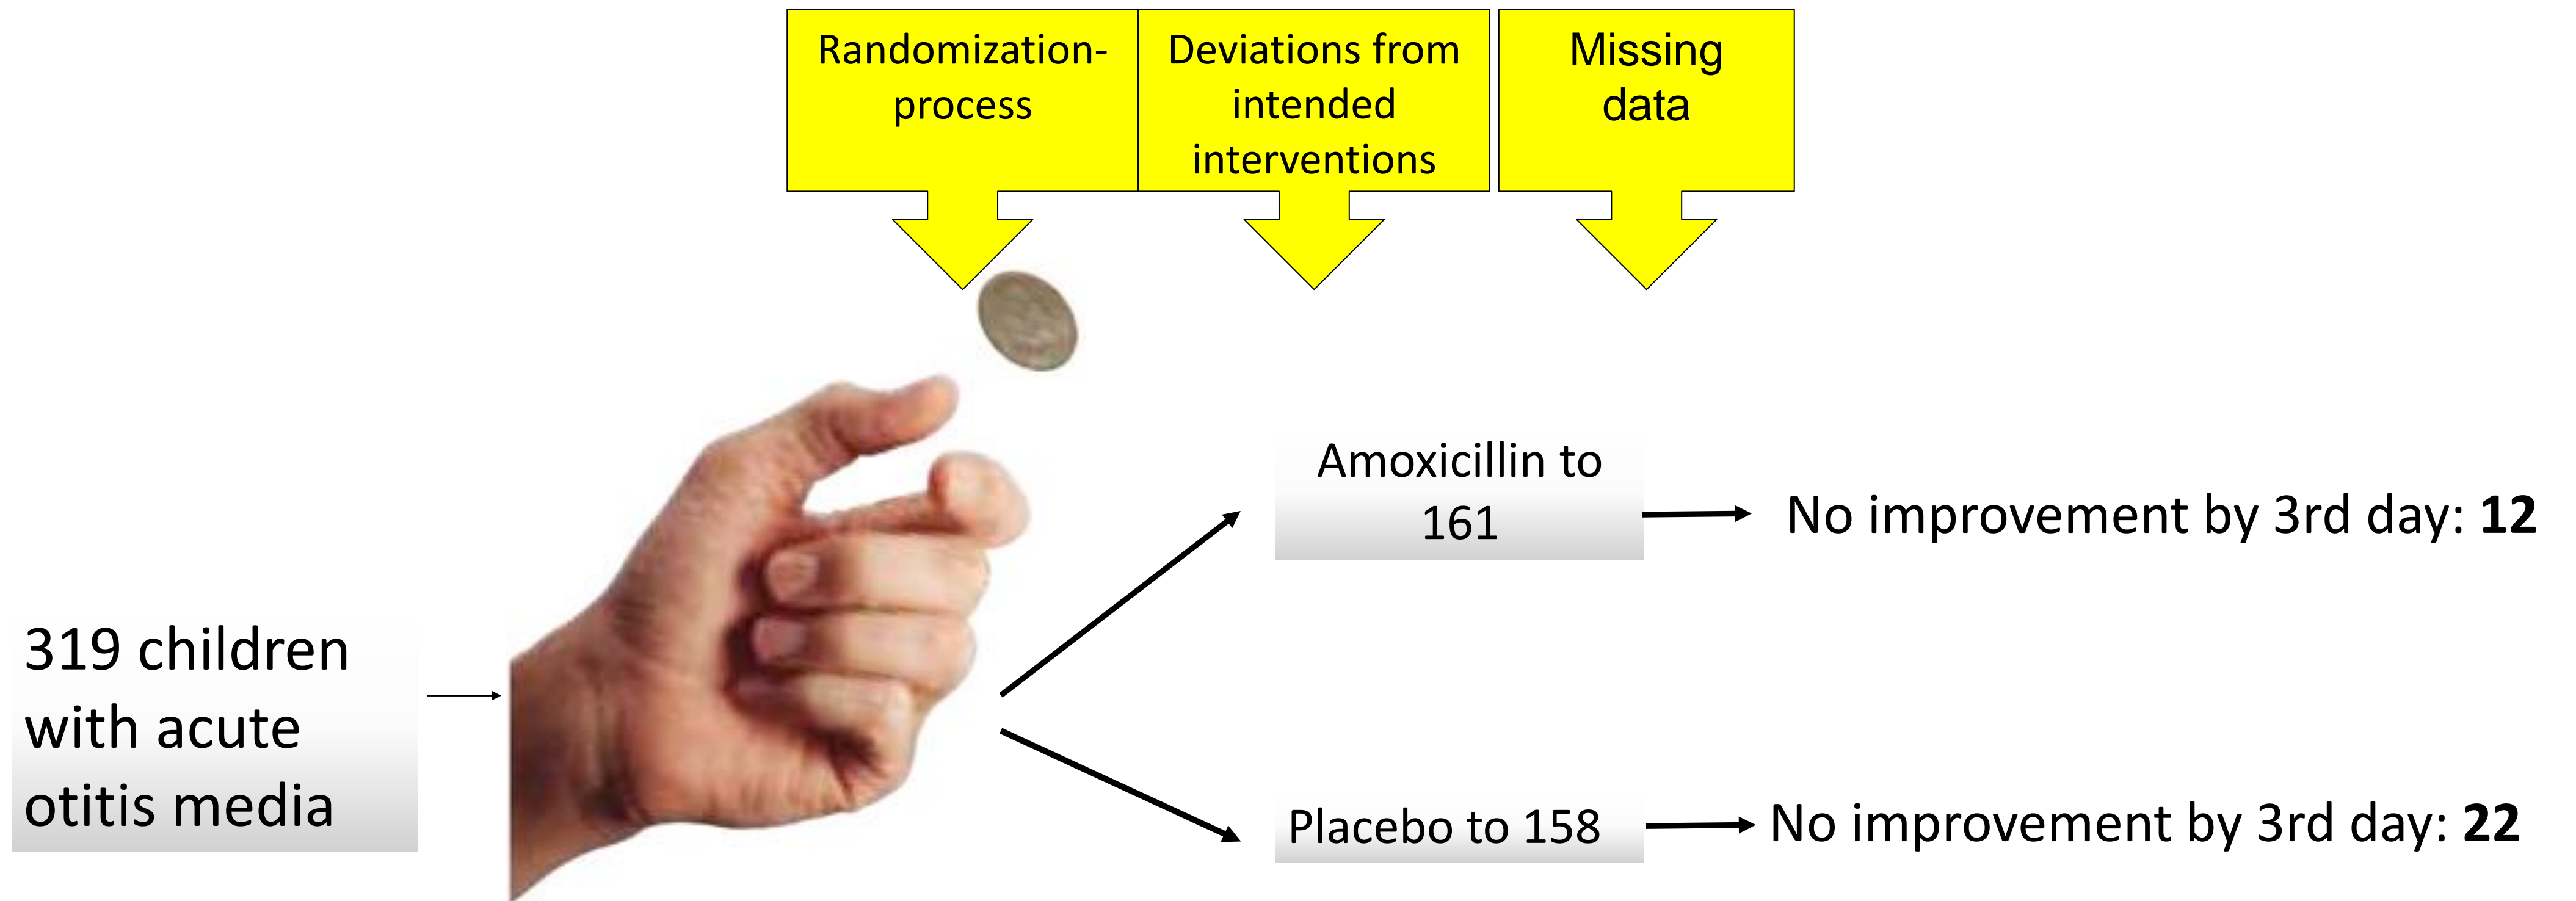 Randomization-
process
Deviations from
intended
interventions
Missing
data
Amoxicillin to
161
No improvement by 3rd day: 12
319 children
with acute
otitis media
Placebo to 158
No improvement by 3rd day: 22